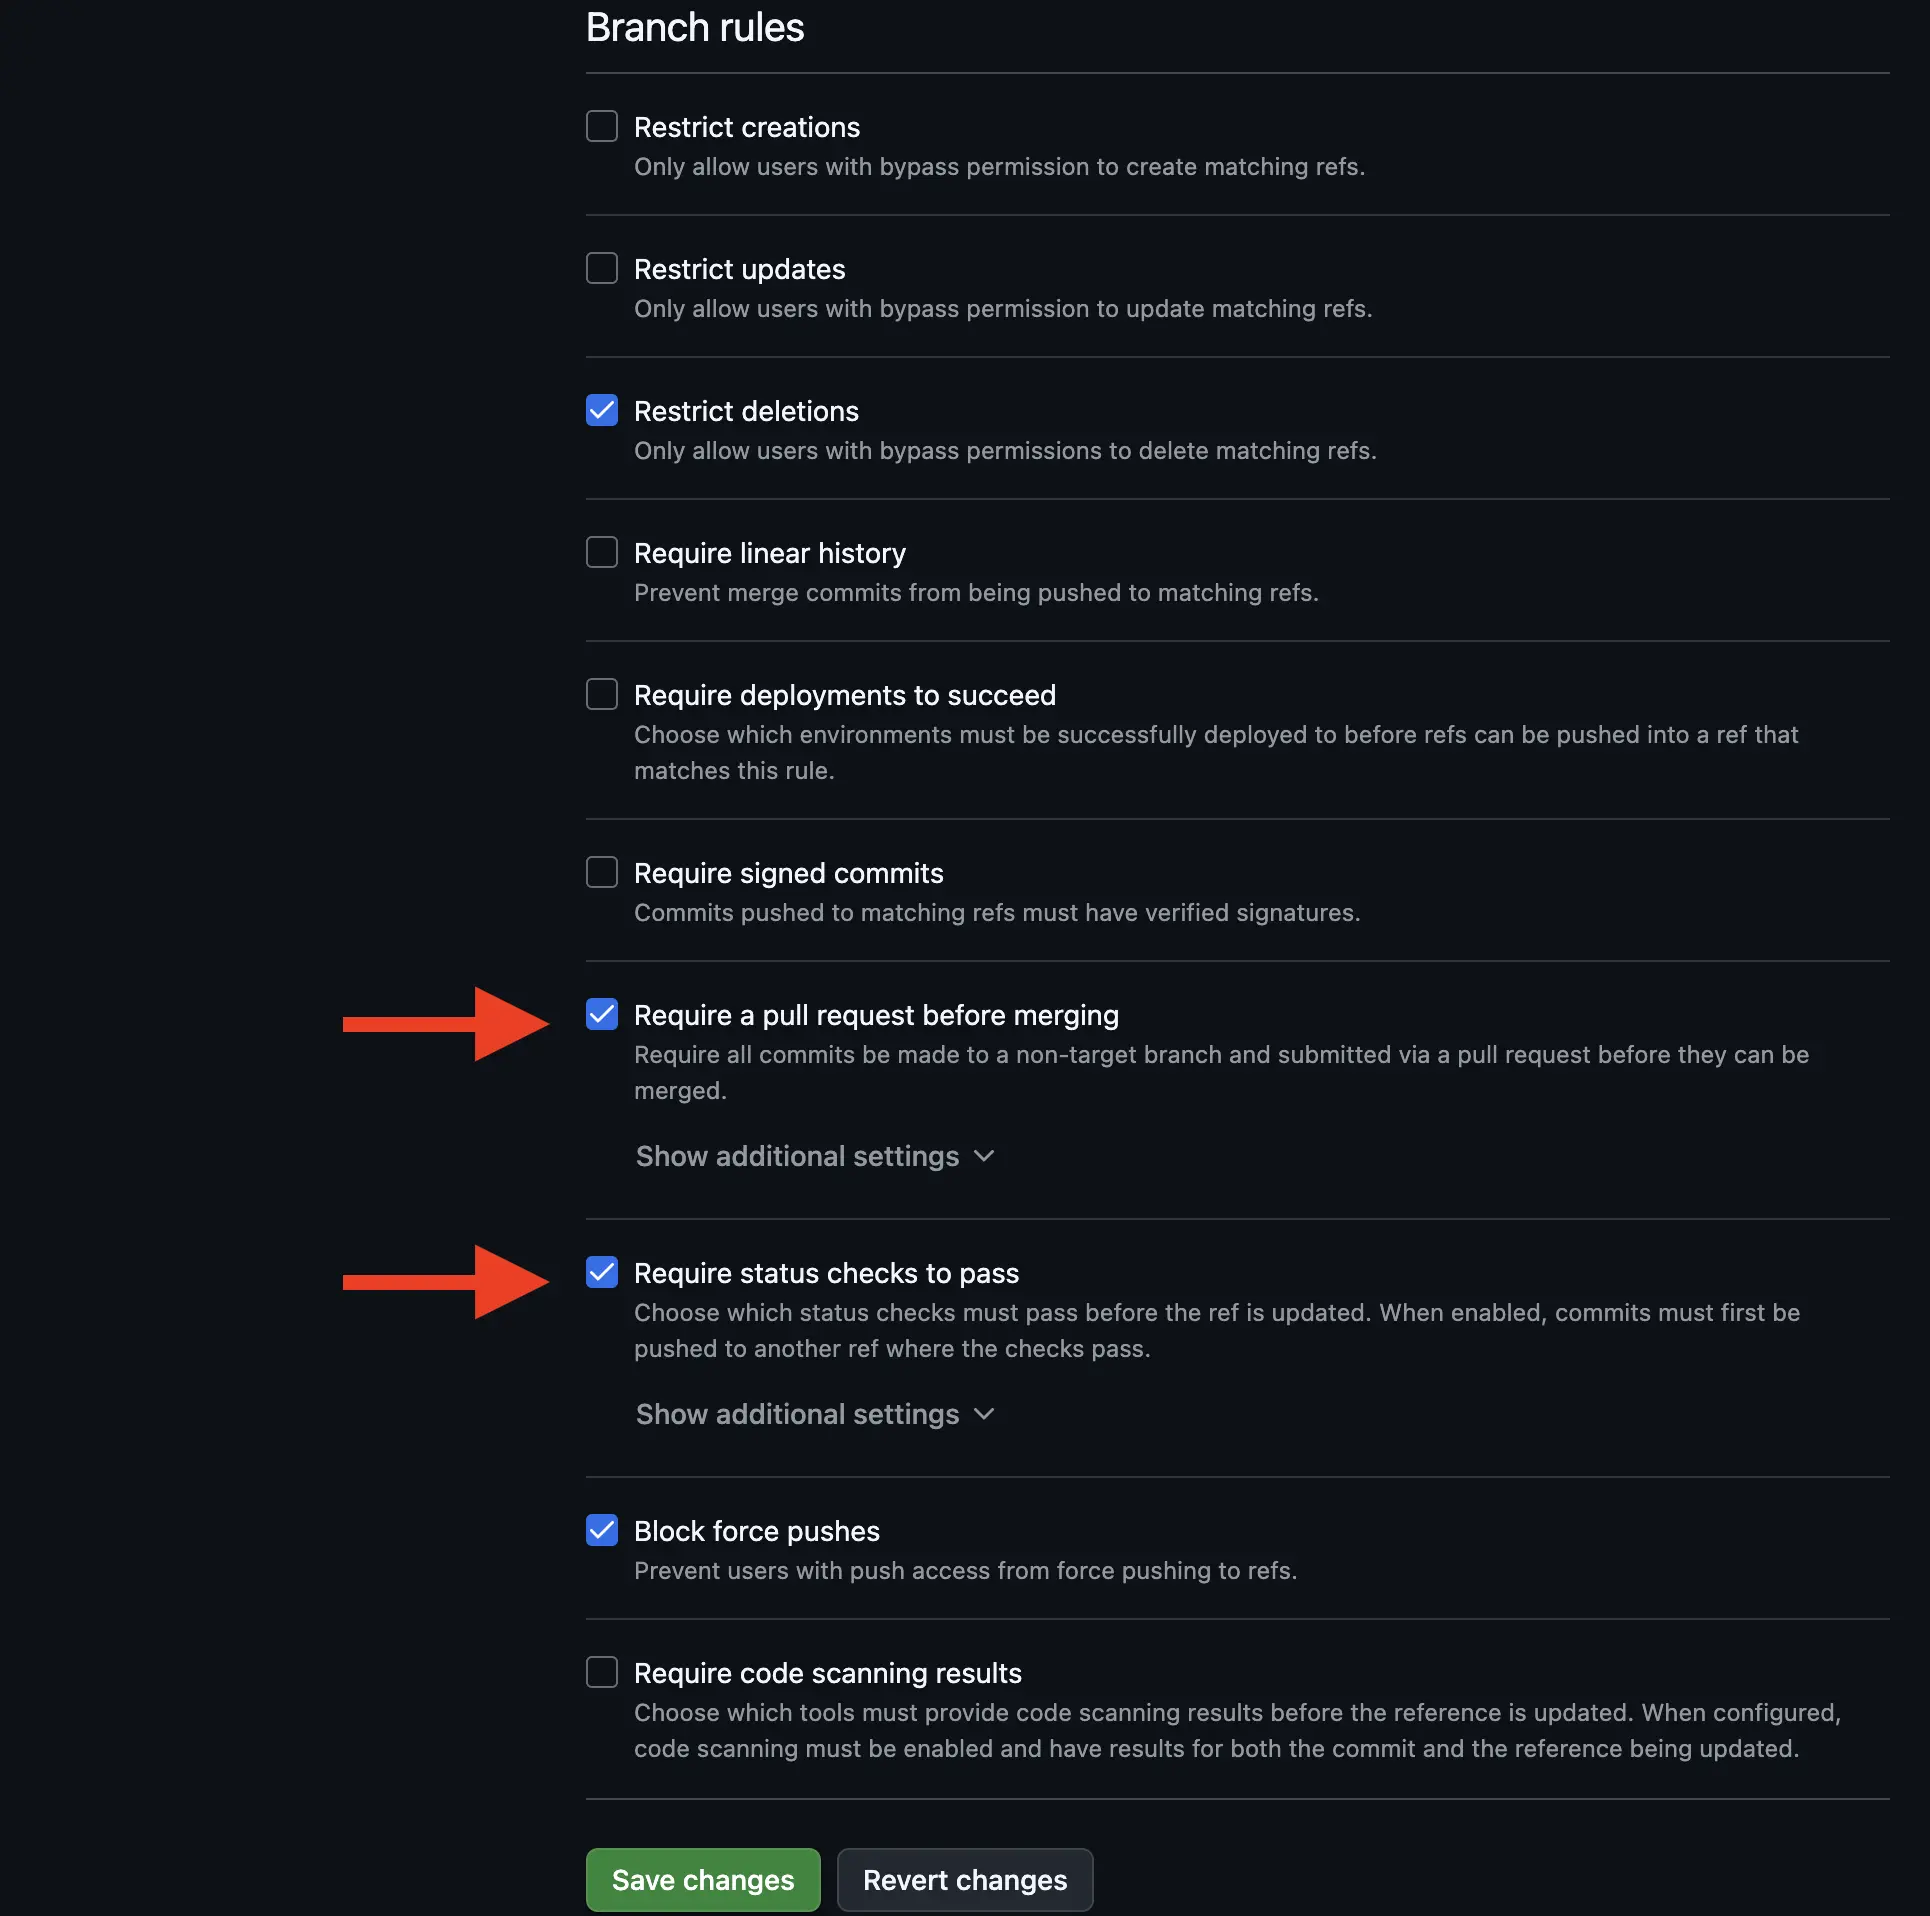 Branch rules
Restrict creations
Only allow users with bypass permission to create matching refs.
Restrict updates
Only allow users with bypass permission to update matching refs.
Restrict deletions
Only allow users with bypass permissions to delete matching refs.
Require linear history
Prevent merge commits from being pushed to matching refs.
Require deployments to succeed
Choose which environments must be successfully deployed to before refs can be pushed into a ref that
matches this rule.
Require signed commits
Commits pushed to matching refs must have verified signatures.
Require a pull request before merging
Require all commits be made to a non-target branch and submitted via a pull request before they can be
merged.
Show additional settings
Require status checks to pass
Choose which status checks must pass before the ref is updated. When enabled, commits must first be
pushed to another ref where the checks pass.
Show additional settings
Block force pushes
Prevent users with push access from force pushing to refs.
Require code scanning results
Choose which tools must provide code scanning results before the reference is updated. When configured,
code scanning must be enabled and have results for both the commit and the reference being updated.
Save changes
Revert changes